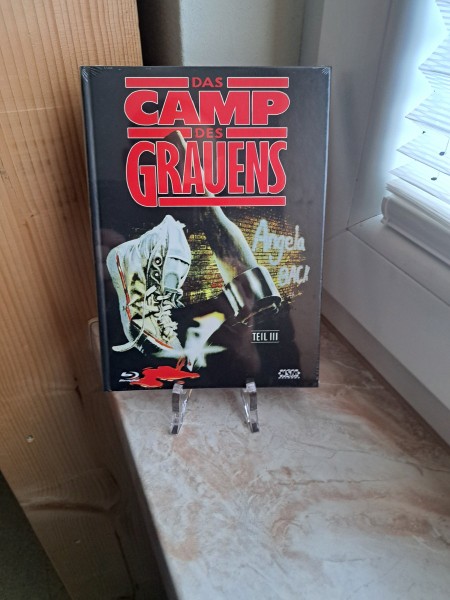 DAS
CAMP
DES
GRAUENS
Angela
TEIL III